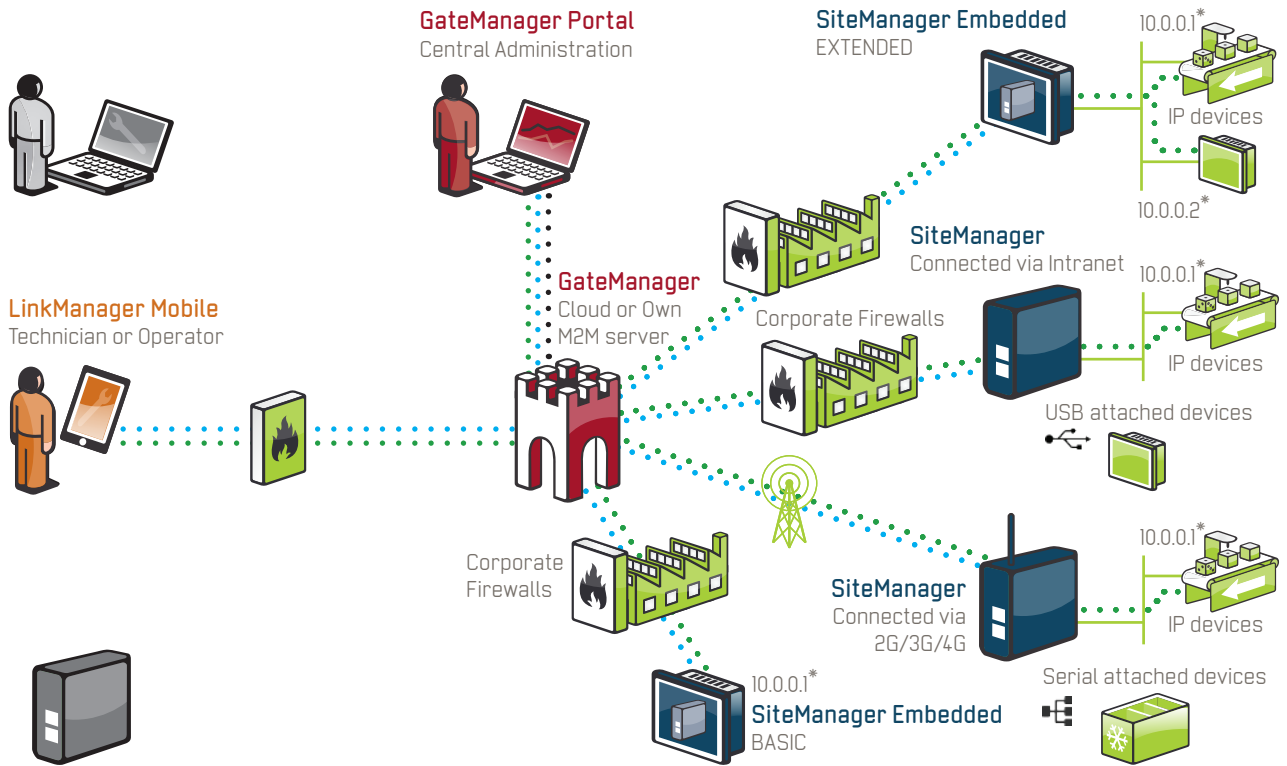 GateManager Portal
Central Administration
SiteManager Embedded
EXTENDED
10.0.0.1*
IP devices
10.0.0.2*
SiteManager
Connected via Intranet
10.0.0.1*
IP devices
USB attached devices
GateManager
Cloud or Own
M2M server
Corporate Firewalls
LinkManager Mobile
Technician or Operator
Corporate
Firewalls
SiteManager
Connected via
2G/3G/4G
10.0.0.1*
IP devices
Serial attached devices
10.0.0.1*
SiteManager Embedded
BASIC